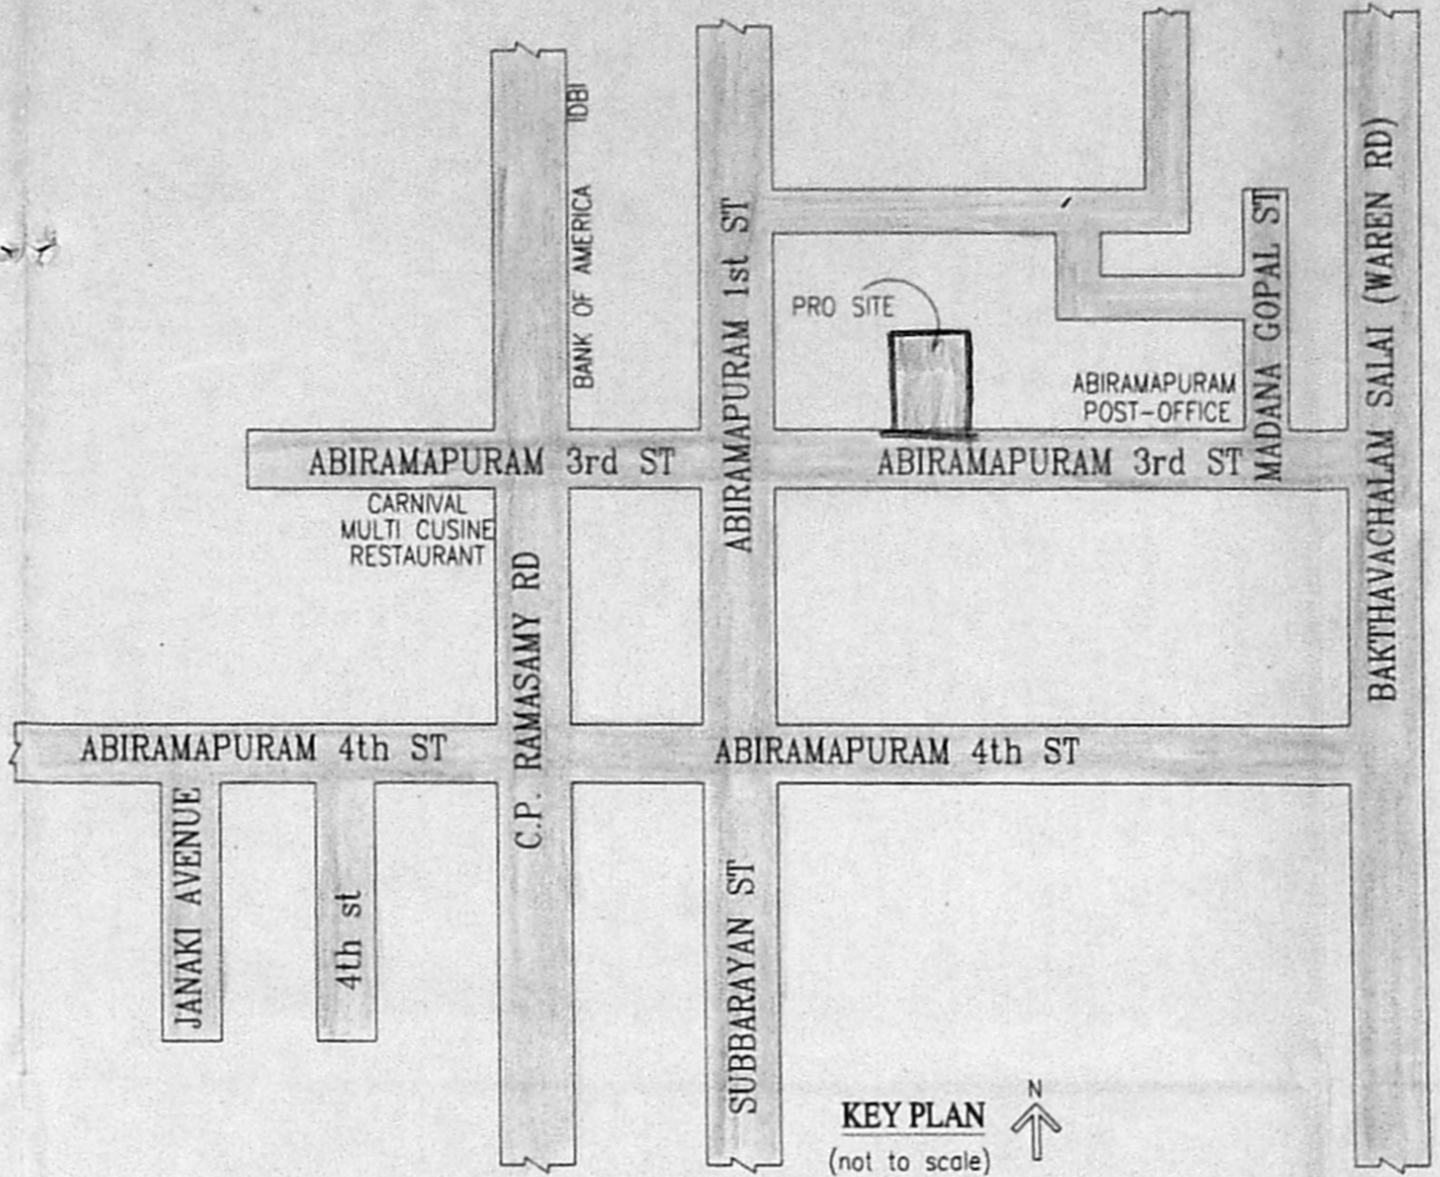 IDBI
BANK OF AMERICA
ABIRAMAPURAM 1st ST
PRO SITE
ABIRAMAPURAM
POST-OFFICE
MADANA GOPAL ST
BAKTHAVACHALAM SALAI (WAREN RD)
ABIRAMAPURAM 3rd ST
ABIRAMAPURAM 3rd ST
CARNIVAL
MULTI CUSINE
RESTAURANT
C.P. RAMASAMY RD
ABIRAMAPURAM 4th ST
ABIRAMAPURAM 4th ST
JANAKI AVENUE
4th st
SUBBARAYAN ST
KEY PLAN
(not to scale)
N